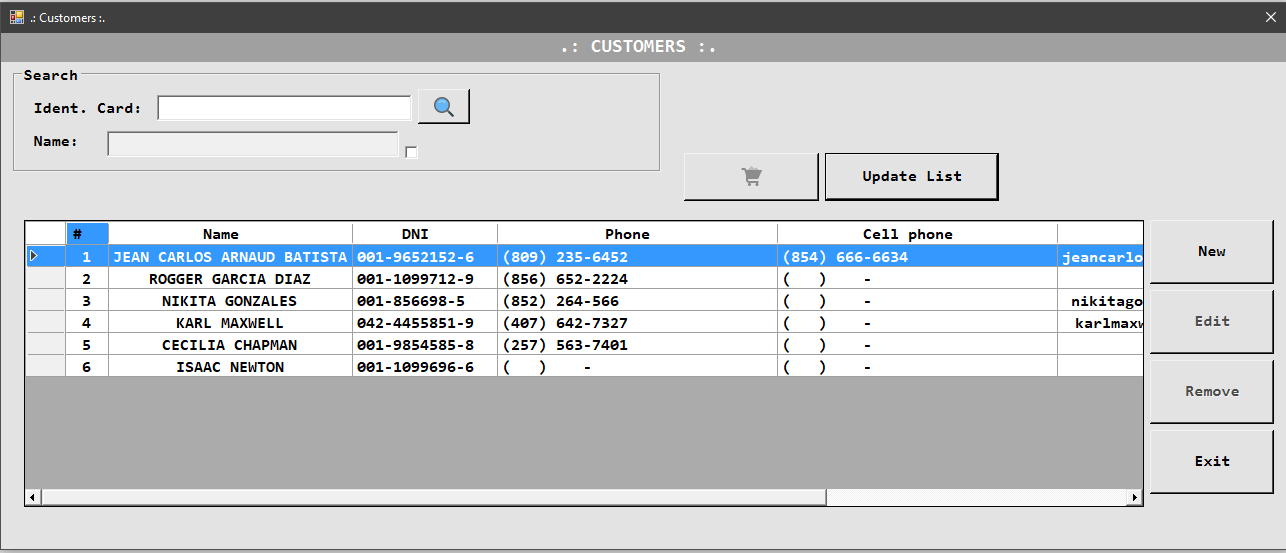 .: Customers :.
.: CUSTOMERS :.
Search
Ident. Card:
Name:
Update List
# Name DNI Phone Cell phone
1 JEAN CARLOS ARNAUD BATISTA 001-9652152-6 (809) 235-6452 (854) 666-6634 jeancarlo
2 ROGGER GARCIA DIAZ 001-1099712-9 (856) 652-2224 (   )    -
3 NIKITA GONZALES 001-856698-5 (852) 264-566 (   )    - nikitago
4 KARL MAXWELL 042-4455851-9 (407) 642-7327 (   )    - karlmaxw
5 CECILIA CHAPMAN 001-9854585-8 (257) 563-7401 (   )    -
6 ISAAC NEWTON 001-1099696-6 (   )    - (   )    -
New
Edit
Remove
Exit